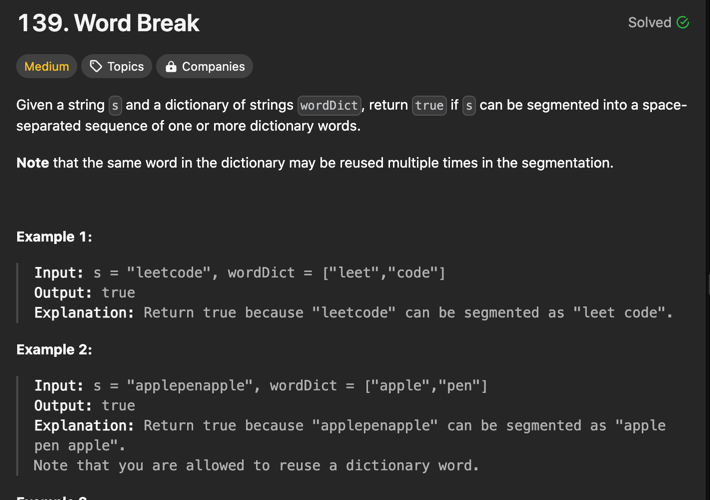 139. Word Break
Solved
Medium
Topics
Companies
Given a string s and a dictionary of strings wordDict, return true if s can be segmented into a space-
separated sequence of one or more dictionary words.
Note that the same word in the dictionary may be reused multiple times in the segmentation.
Example 1:
Input: s = "leetcode", wordDict = ["leet","code"]
Output: true
Explanation: Return true because "leetcode" can be segmented as "leet code".
Example 2:
Input: s = "applepenapple", wordDict = ["apple","pen"]
Output: true
Explanation: Return true because "applepenapple" can be segmented as "apple
pen apple".
Note that you are allowed to reuse a dictionary word.